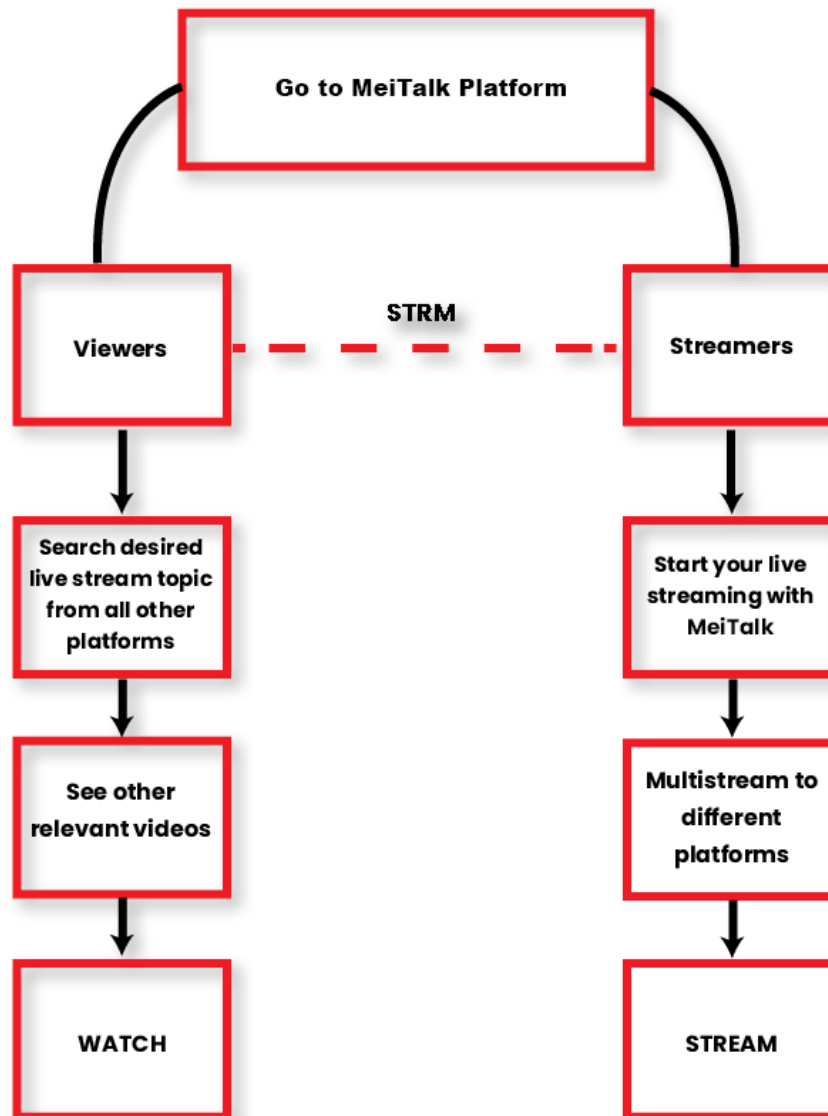 Go to MeiTalk Platform
STRM
Viewers
Streamers
Search desired
live stream topic
from all other
platforms
Start your live
streaming with
MeiTalk
See other
relevant videos
Multistream to
different
platforms
WATCH
STREAM